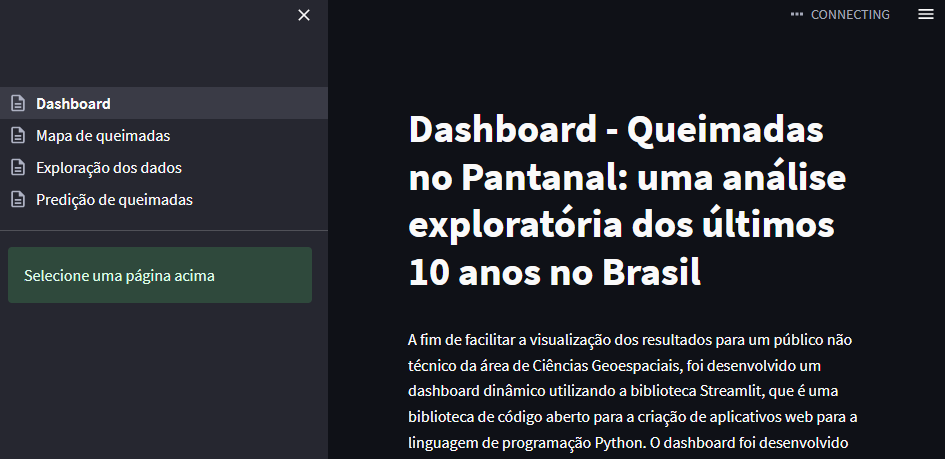 CONNECTING
Dashboard
Mapa de queimadas
Exploração dos dados
Predição de queimadas
Selecione uma página acima
Dashboard - Queimadas
no Pantanal: uma análise
exploratória dos últimos
10 anos no Brasil
A fim de facilitar a visualização dos resultados para um público não
técnico da área de Ciências Geoespaciais, foi desenvolvido um
dashboard dinâmico utilizando a biblioteca Streamlit, que é uma
biblioteca de código aberto para a criação de aplicativos web para a
linguagem de programação Python. O dashboard foi desenvolvido